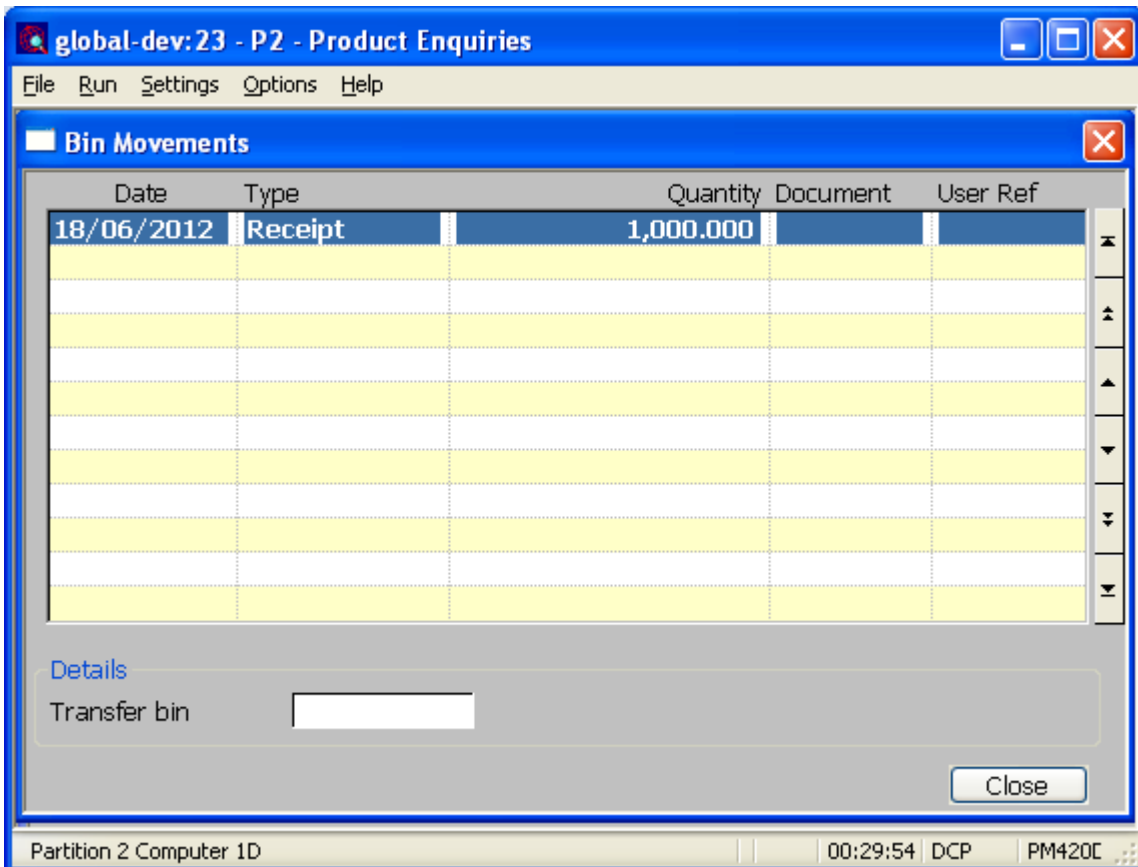 global-dev:23 - P2 - Product Enquiries
File Run Settings Options Help
Bin Movements
Date Type Quantity Document User Ref
18/06/2012 Receipt 1,000.000
Details
Transfer bin
Close
Partition 2 Computer 1D 00:29:54 DCP